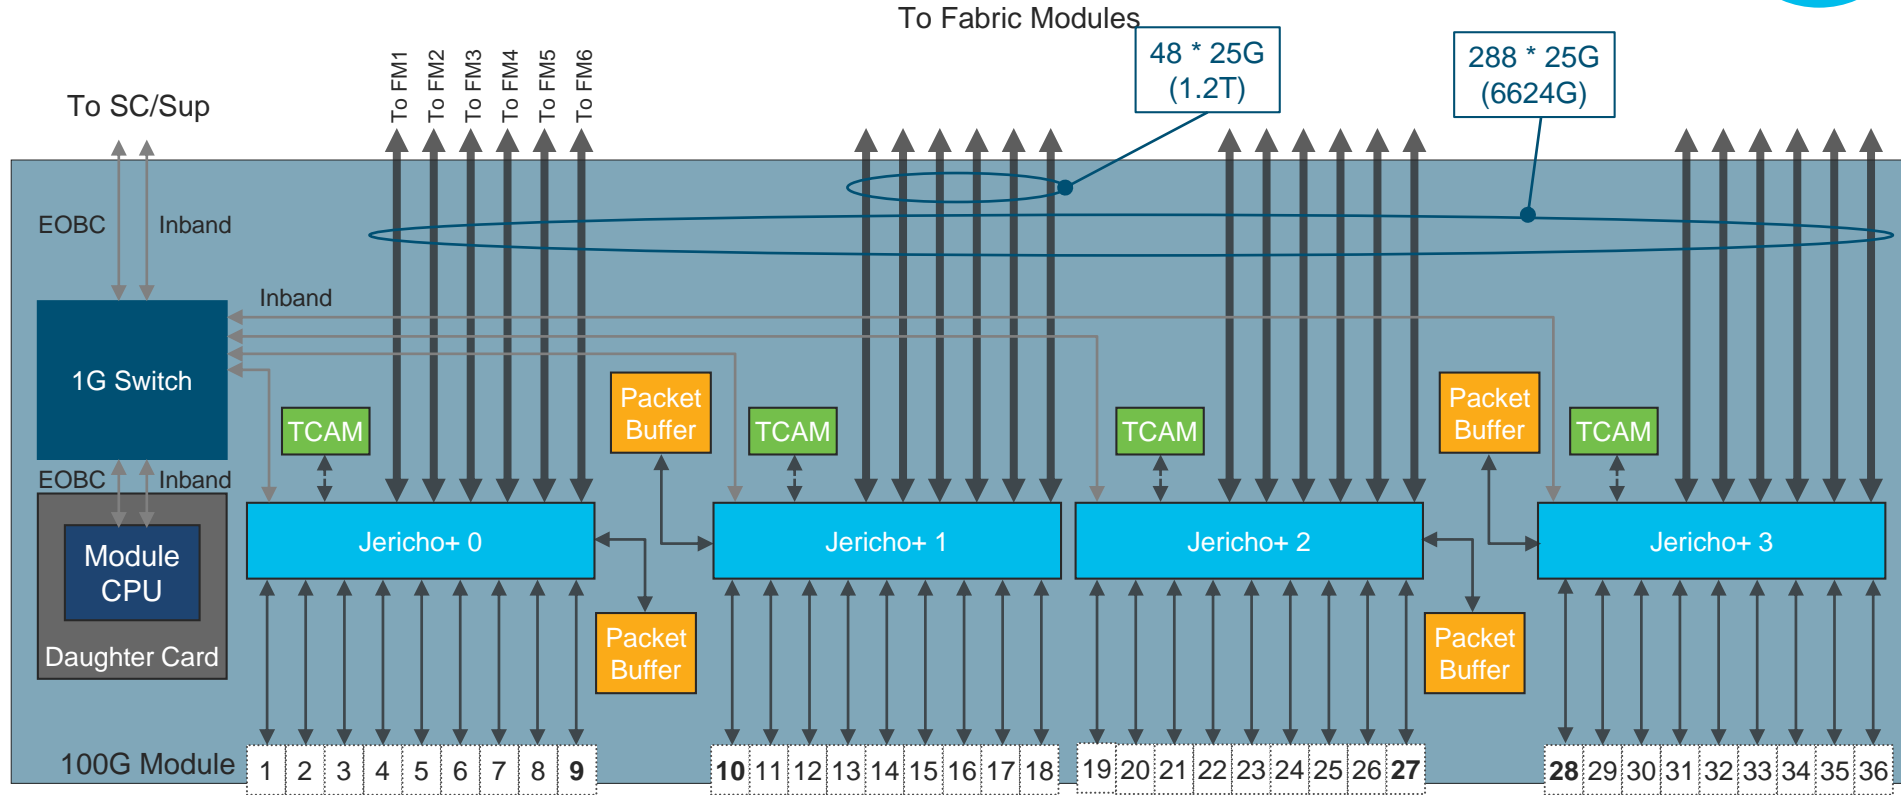 To Fabric Modules
48 * 25G
(1.2T)
288 * 25G
(6624G)
To SC/Sup
To FM1
To FM2
To FM3
To FM4
To FM5
To FM6
EOBC
Inband
Inband
1G Switch
TCAM
Packet
Buffer
TCAM
TCAM
Packet
Buffer
TCAM
EOBC
Inband
Module
CPU
Daughter Card
Jericho+ 0
Jericho+ 1
Jericho+ 2
Jericho+ 3
Packet
Buffer
Packet
Buffer
100G Module
1 2 3 4 5 6 7 8 9
10 11 12 13 14 15 16 17 18
19 20 21 22 23 24 25 26 27
28 29 30 31 32 33 34 35 36